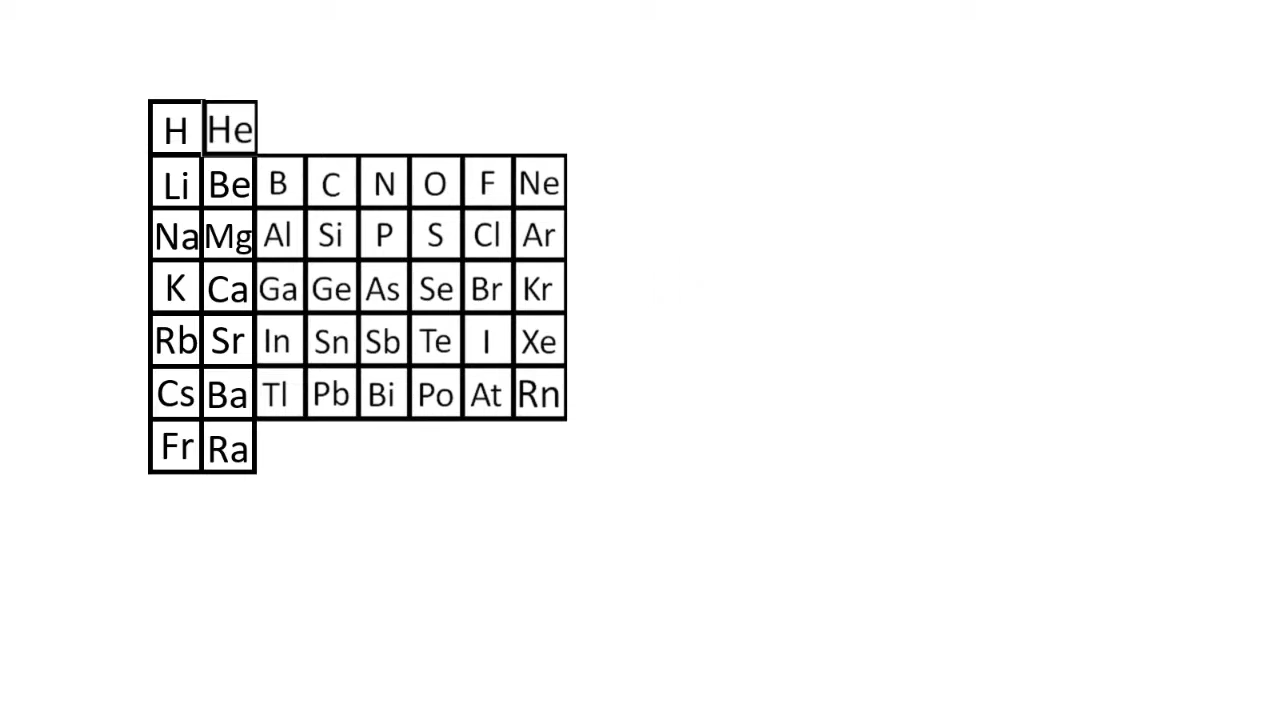 H He
Li Be B C N O F Ne
Na Mg Al Si P S Cl Ar
K Ca Ga Ge As Se Br Kr
Rb Sr In Sn Sb Te I Xe
Cs Ba Tl Pb Bi Po At Rn
Fr Ra